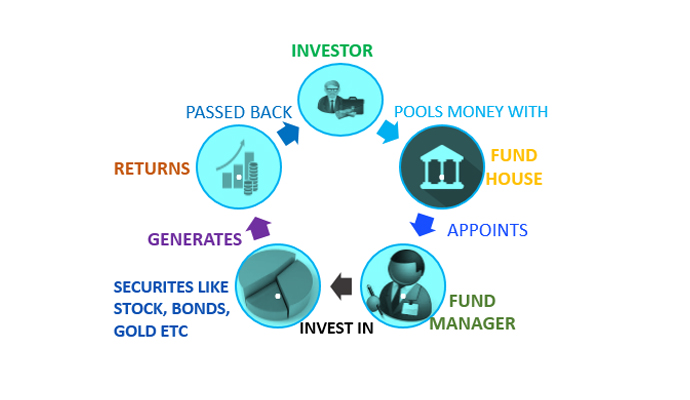 INVESTOR
PASSED BACK
POOLS MONEY WITH
FUND
HOUSE
RETURNS
APPOINTS
GENERATES
SECURITES LIKE
STOCK, BONDS,
GOLD ETC
FUND
MANAGER
INVEST IN